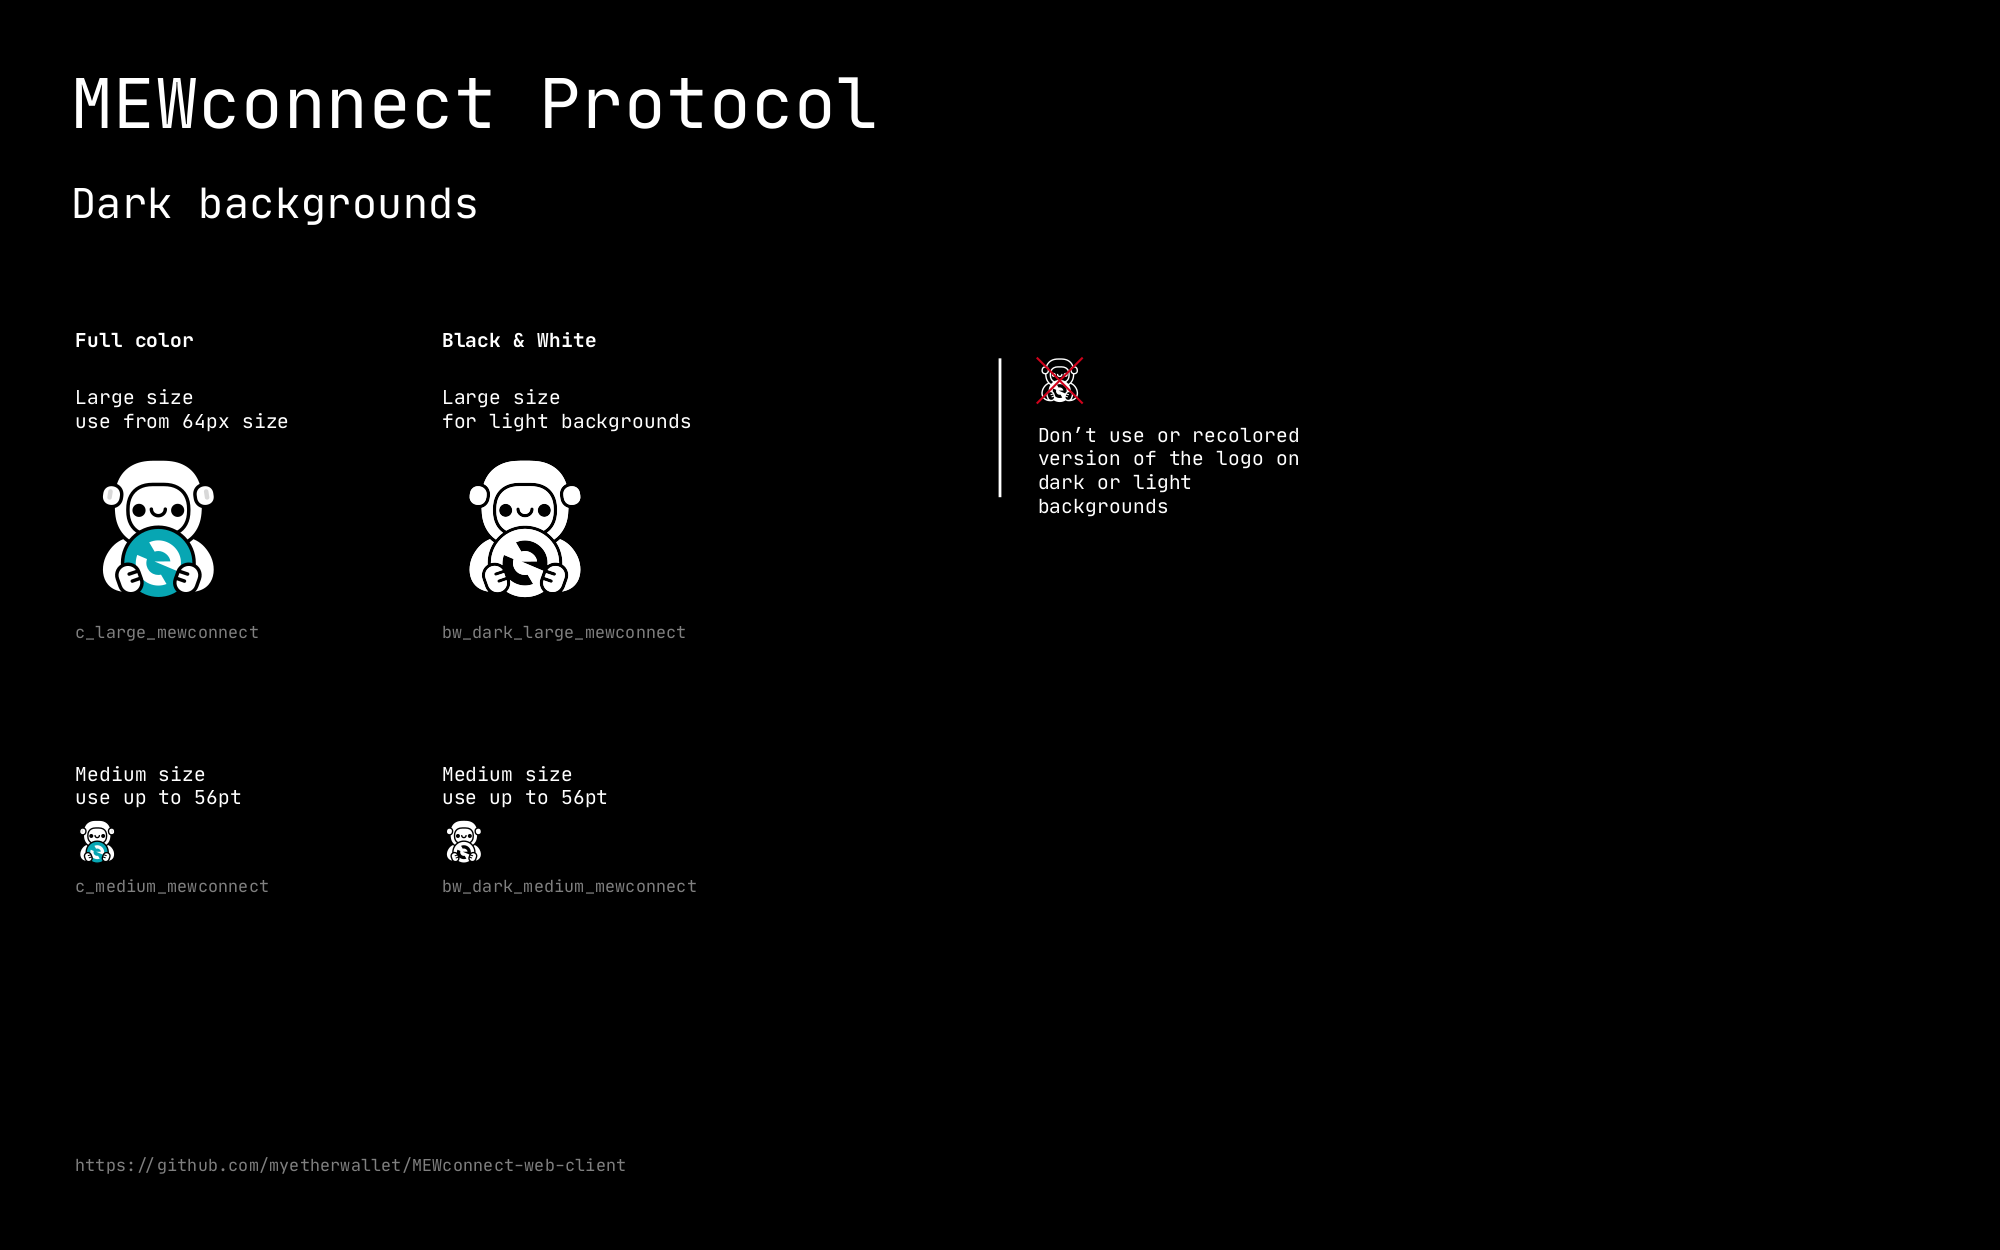 MEWconnect Protocol
Dark backgrounds
Full color
Large size
use from 64px size
c_large_mewconnect
Medium size
use up to 56pt
c_medium_mewconnect
Black & White
Large size
for light backgrounds
bw_dark_large_mewconnect
Medium size
use up to 56pt
bw_dark_medium_mewconnect
Don’t use or recolored
version of the logo on
dark or light
backgrounds
https://github.com/myetherwallet/MEWconnect-web-client